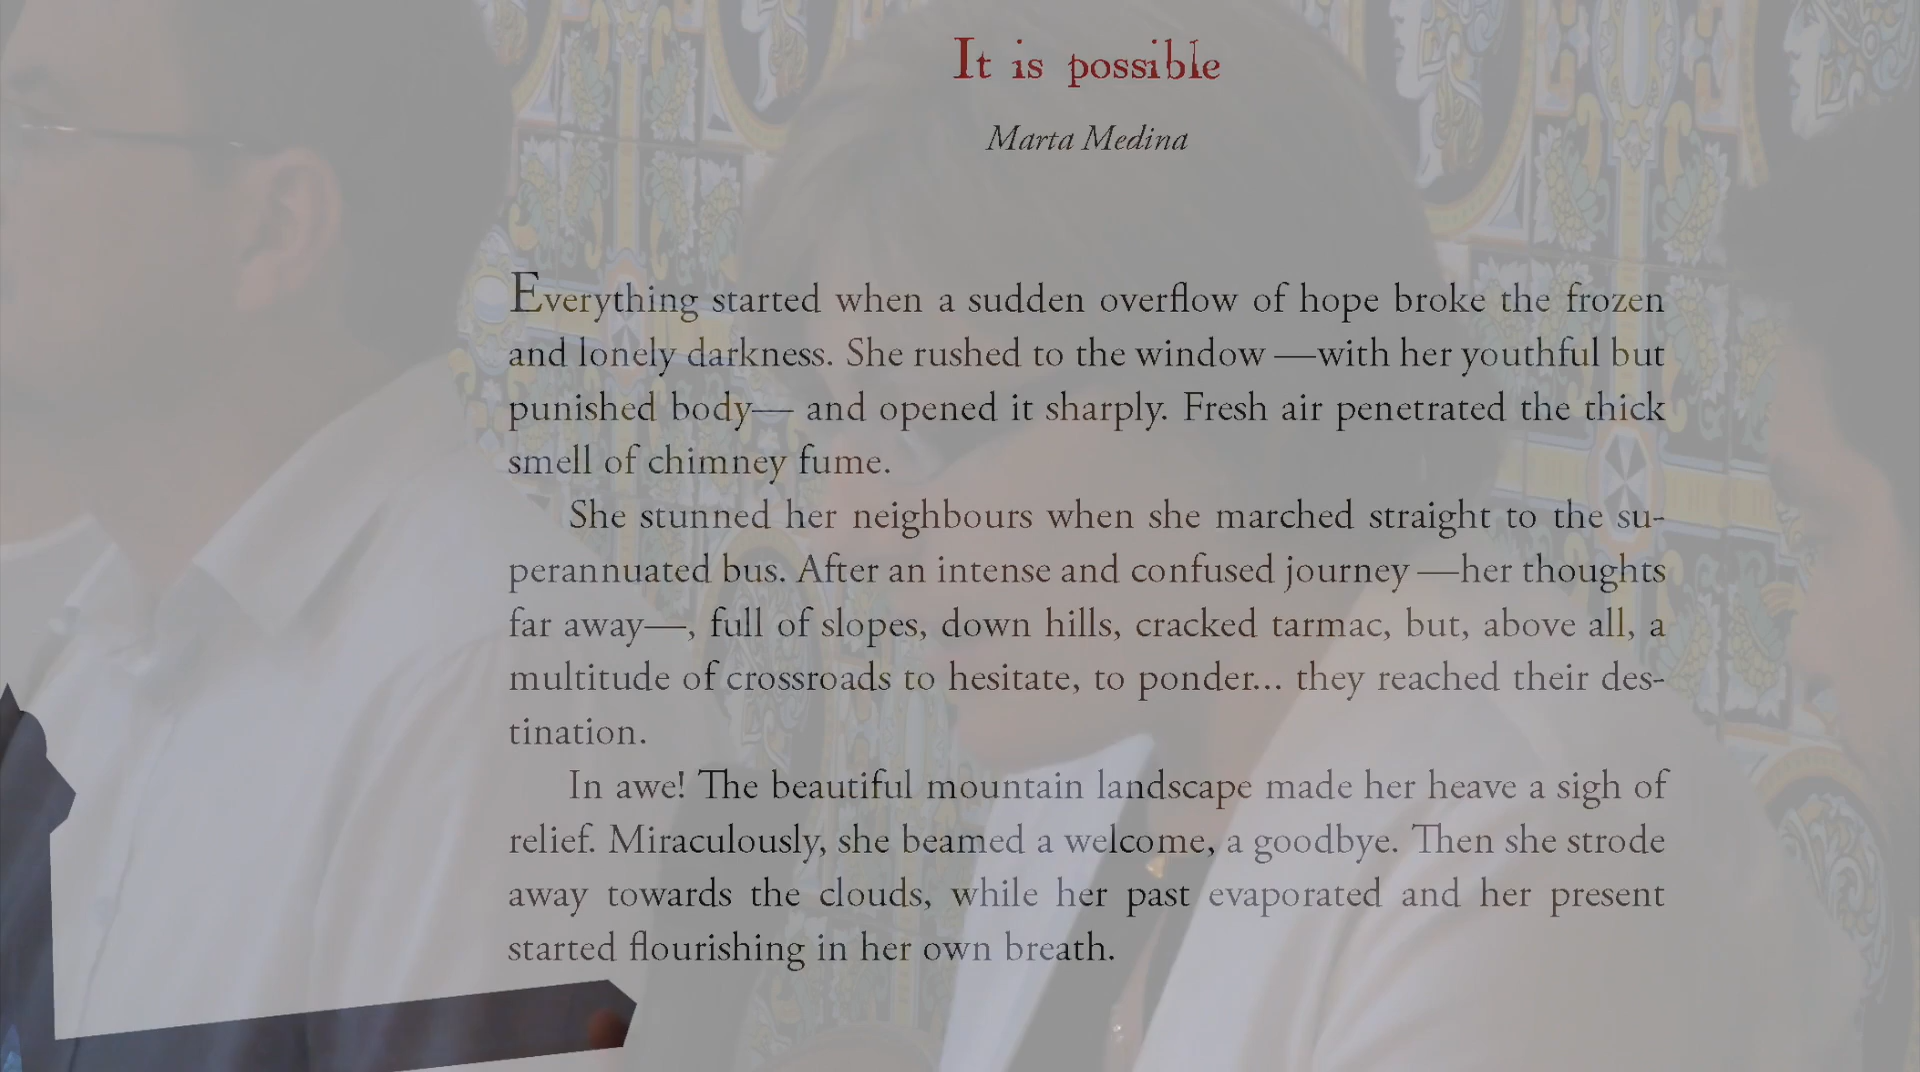 It is possible
Marta Medina
Everything started when a sudden overflow of hope broke the frozen
and lonely darkness. She rushed to the window —with her youthful but
punished body— and opened it sharply. Fresh air penetrated the thick
smell of chimney fume.
She stunned her neighbours when she marched straight to the su-
perannuated bus. After an intense and confused journey —her thoughts
far away—, full of slopes, down hills, cracked tarmac, but, above all, a
multitude of crossroads to hesitate, to ponder... they reached their des-
tination.
In awe! The beautiful mountain landscape made her heave a sigh of
relief. Miraculously, she beamed a welcome, a goodbye. Then she strode
away towards the clouds, while her past evaporated and her present
started flourishing in her own breath.